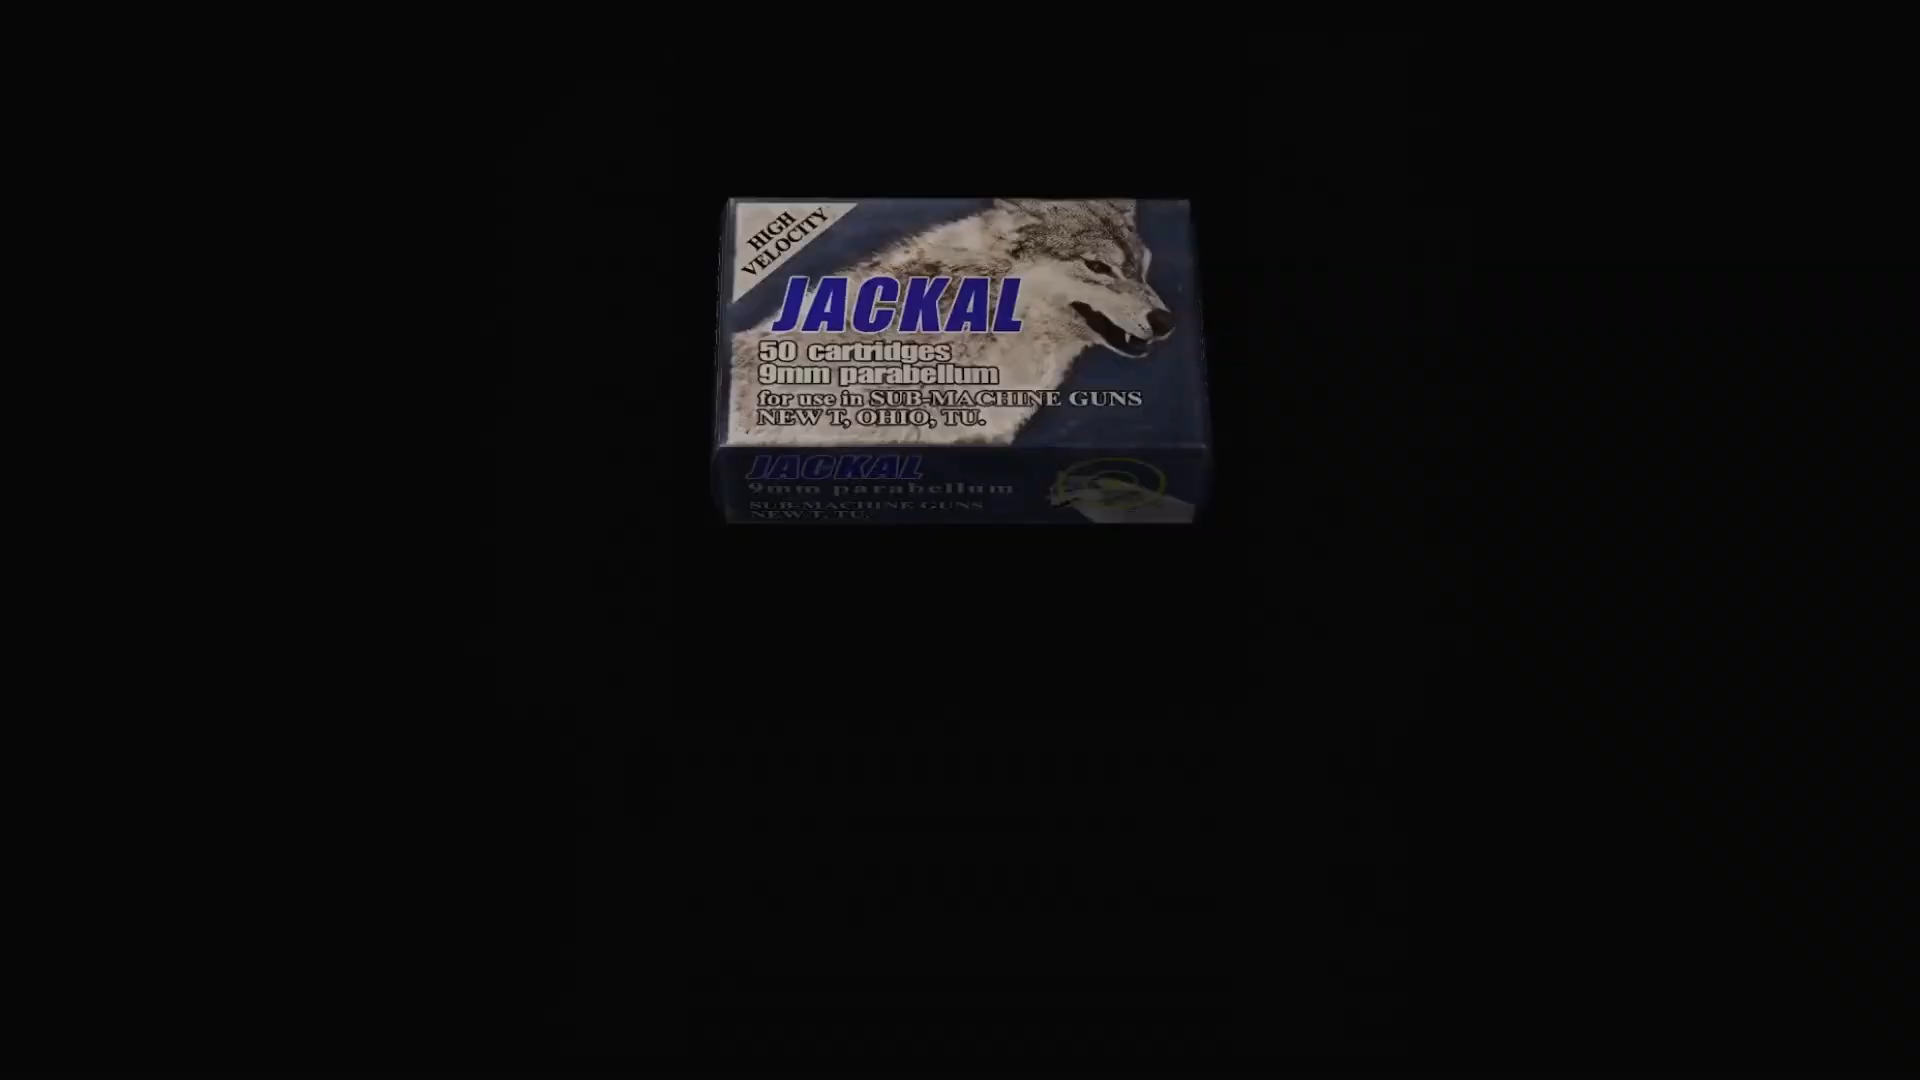 HIGH
VELOCITY
JACKAL
50 cartridges
9mm parabellum
for use in SUB-MACHINE GUNS
NEW T, OHIO, TU.
JACKAL
9mm parabellum
SUB-MACHINE GUNS
NEW T, TU.